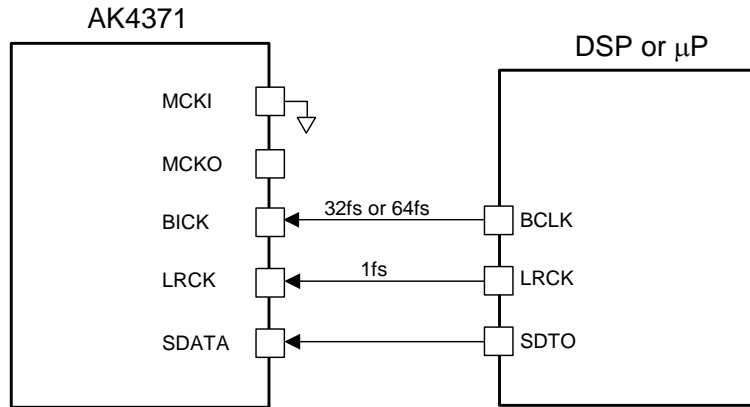 AK4371
DSP or μP
MCKI
MCKO
BICK
32fs or 64fs
BCLK
LRCK
1fs
LRCK
SDATA
SDTO